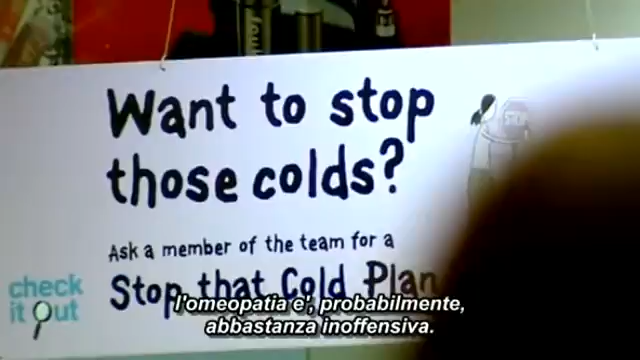 Want to stop
those colds?
Ask a member of the team for a
Stop that Cold Plan
check
it out
l'omeopatia e', probabilmente,
abbastanza inoffensiva.